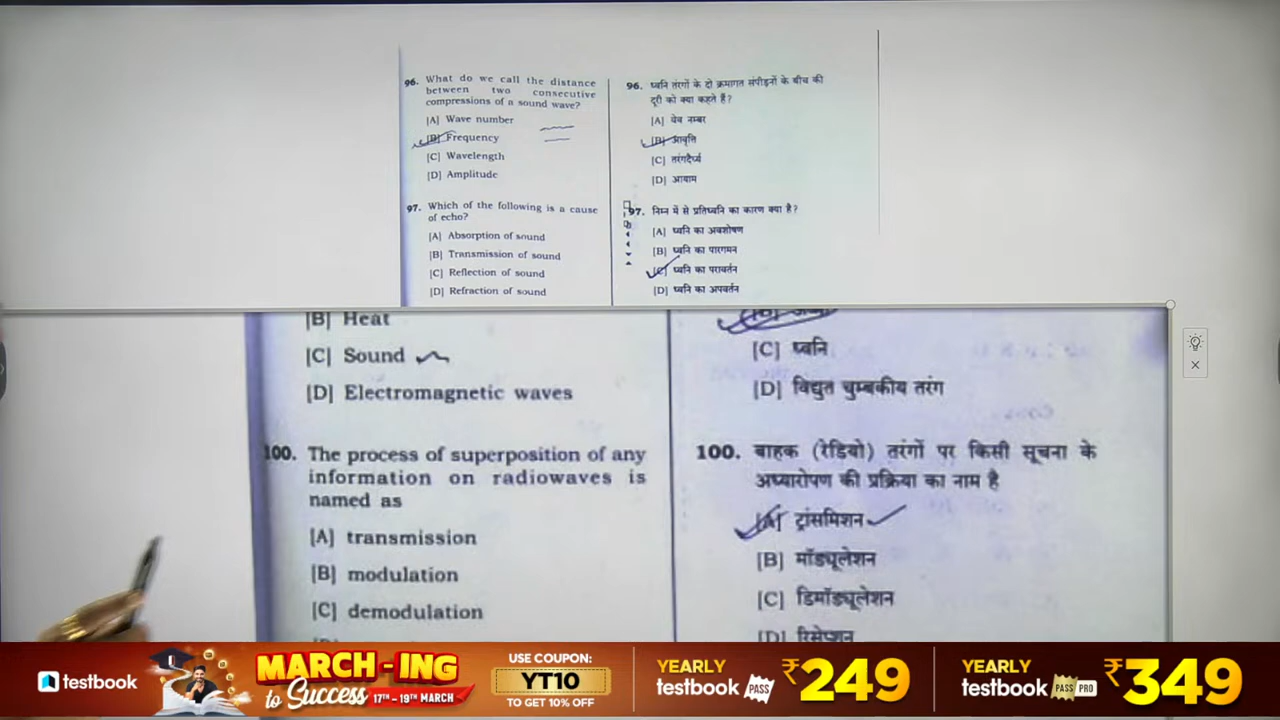 96. What do we call the distance
between two consecutive
compressions of a sound wave?
[A] Wave number
[B] Frequency
[C] Wavelength
[D] Amplitude
97. Which of the following is a cause
of echo?
[A] Absorption of sound
[B] Transmission of sound
[C] Reflection of sound
[D] Refraction of sound
96. ध्वनि तरंगों के दो क्रमागत संपीड़नों के बीच की
दूरी को क्या कहते हैं?
[A] वेव नम्बर
[B] आवृत्ति
[C] तरंगदैर्ध्य
[D] आयाम
97. निम्न में से प्रतिध्वनि का कारण क्या है?
[A] ध्वनि का अवशोषण
[B] ध्वनि का पारगमन
[C] ध्वनि का परावर्तन
[D] ध्वनि का अपवर्तन
[B] Heat
[C] Sound
[D] Electromagnetic waves
100. The process of superposition of any
information on radiowaves is
named as
[A] transmission
[B] modulation
[C] demodulation
[C] ध्वनि
[D] विद्युत चुम्बकीय तरंग
100. वाहक (रेडियो) तरंगों पर किसी सूचना के
अध्यारोपण की प्रक्रिया का नाम है
[A] ट्रांसमिशन
[B] मॉड्यूलेशन
[C] डिमॉड्यूलेशन
[D] रिसेप्शन
testbook
MARCH-ING
to Success
17TH - 19TH MARCH
USE COUPON:
YT10
TO GET 10% OFF
YEARLY
testbook PASS
₹249
YEARLY
testbook PASS PRO
₹349